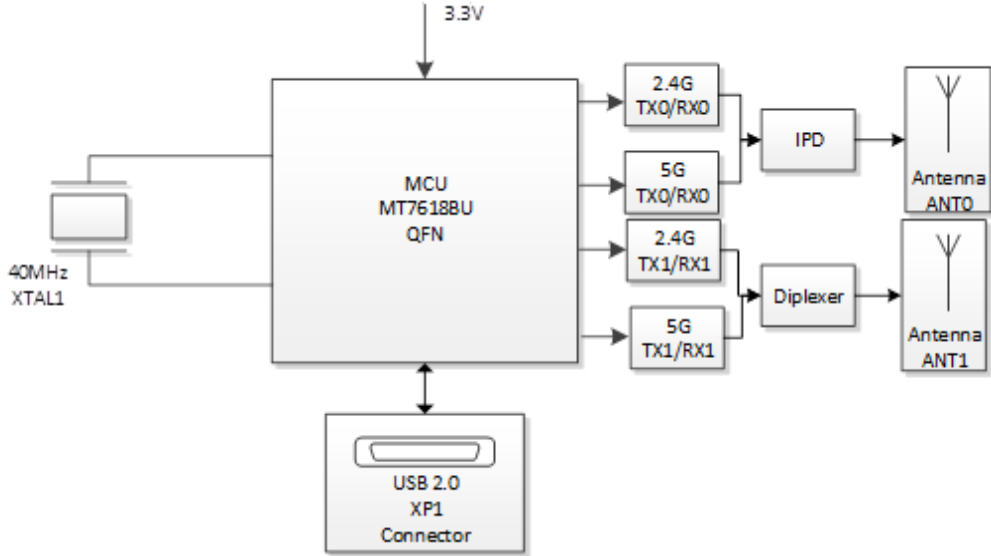 3.3V
2.4G
TX0/RX0
IPD
Antenna
ANT0
5G
TX0/RX0
MCU
MT7618BU
QFN
2.4G
TX1/RX1
Diplexer
Antenna
ANT1
5G
TX1/RX1
40MHz
XTAL1
USB 2.0
XP1
Connector